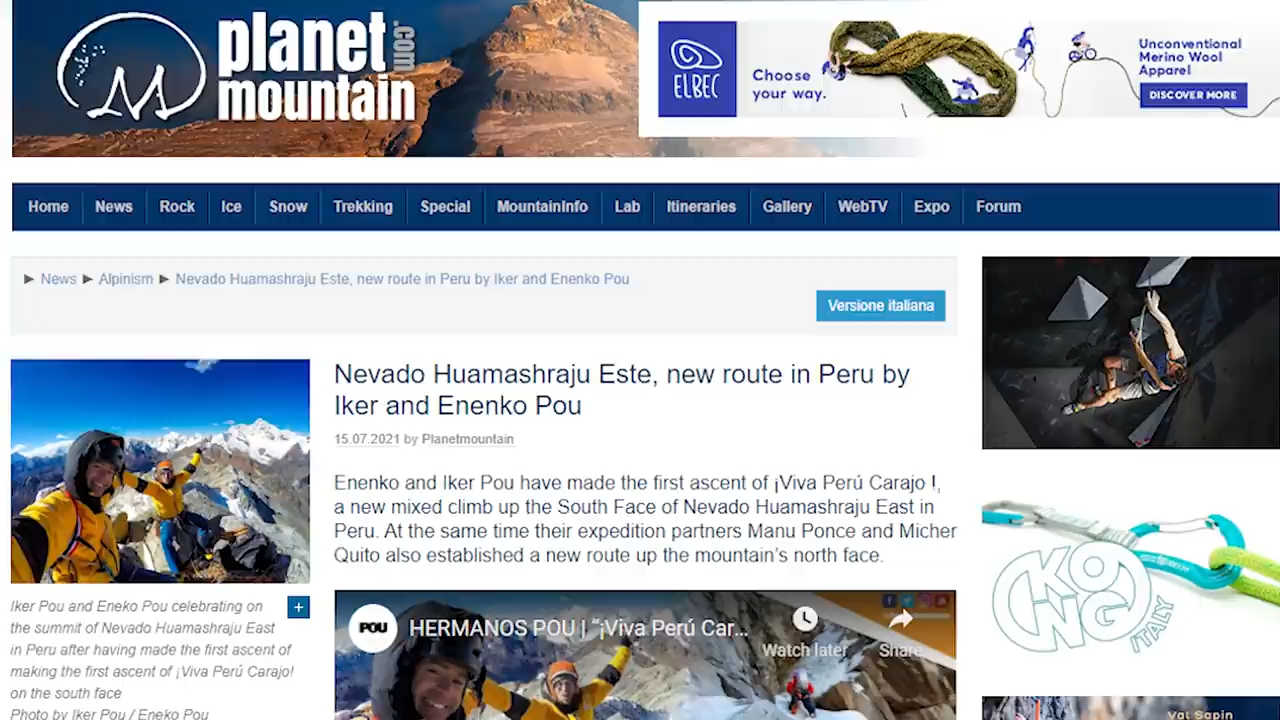 planet
mountain
.com
ELBEC
Choose
your way.
Unconventional
Merino Wool
Apparel
DISCOVER MORE
Home News Rock Ice Snow Trekking Special MountainInfo Lab Itineraries Gallery WebTV Expo Forum
News Alpinism Nevado Huamashraju Este, new route in Peru by Iker and Enenko Pou
Versione italiana
Nevado Huamashraju Este, new route in Peru by
Iker and Enenko Pou
15.07.2021 by Planetmountain
Enenko and Iker Pou have made the first ascent of ¡Viva Perú Carajo !,
a new mixed climb up the South Face of Nevado Huamashraju East in
Peru. At the same time their expedition partners Manu Ponce and Micher
Quito also established a new route up the mountain's north face.
Iker Pou and Eneko Pou celebrating on
the summit of Nevado Huamashraju East
in Peru after having made the first ascent of
making the first ascent of ¡Viva Perú Carajo!
on the south face
Photo by Iker Pou / Eneko Pou
+
POU
HERMANOS POU | “¡Viva Perú Car...
Watch later
Share
KONG
ITALY
Val Sapin